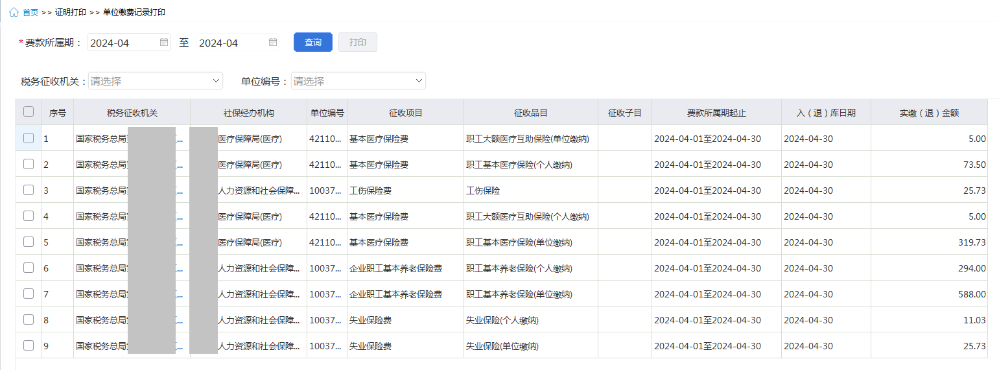 首页 >> 证明打印 >> 单位缴费记录打印
*费款所属期： 2024-04 至 2024-04 查询 打印
税务征收机关： 请选择 单位编号： 请选择
序号 税务征收机关 社保经办机构 单位编号 征收项目 征收品目 征收子目 费款所属期起止 入（退）库日期 实缴（退）金额
1 国家税务总局 ... 医疗保障局(医疗) 42110... 基本医疗保险费 职工大额医疗互助保险(单位缴纳) 2024-04-01至2024-04-30 2024-04-30 5.00
2 国家税务总局 ... 医疗保障局(医疗) 42110... 基本医疗保险费 职工基本医疗保险(个人缴纳) 2024-04-01至2024-04-30 2024-04-30 73.50
3 国家税务总局 ... 人力资源和社会保障... 10037... 工伤保险费 工伤保险 2024-04-01至2024-04-30 2024-04-30 25.73
4 国家税务总局 ... 医疗保障局(医疗) 42110... 基本医疗保险费 职工大额医疗互助保险(个人缴纳) 2024-04-01至2024-04-30 2024-04-30 5.00
5 国家税务总局 ... 医疗保障局(医疗) 42110... 基本医疗保险费 职工基本医疗保险(单位缴纳) 2024-04-01至2024-04-30 2024-04-30 319.73
6 国家税务总局 ... 人力资源和社会保障... 10037... 企业职工基本养老保险费 职工基本养老保险(个人缴纳) 2024-04-01至2024-04-30 2024-04-30 294.00
7 国家税务总局 ... 人力资源和社会保障... 10037... 企业职工基本养老保险费 职工基本养老保险(单位缴纳) 2024-04-01至2024-04-30 2024-04-30 588.00
8 国家税务总局 ... 人力资源和社会保障... 10037... 失业保险费 失业保险(个人缴纳) 2024-04-01至2024-04-30 2024-04-30 11.03
9 国家税务总局 ... 人力资源和社会保障... 10037... 失业保险费 失业保险(单位缴纳) 2024-04-01至2024-04-30 2024-04-30 25.73